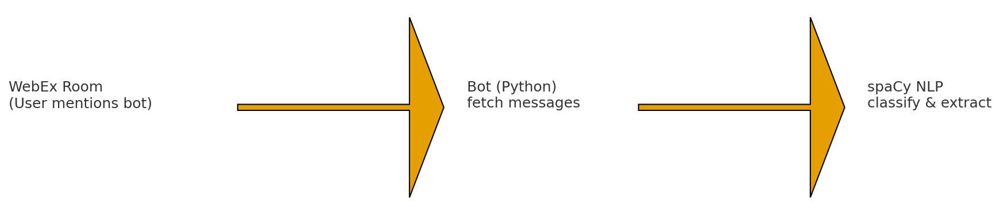 WebEx Room
(User mentions bot)
Bot (Python)
fetch messages
spaCy NLP
classify & extract